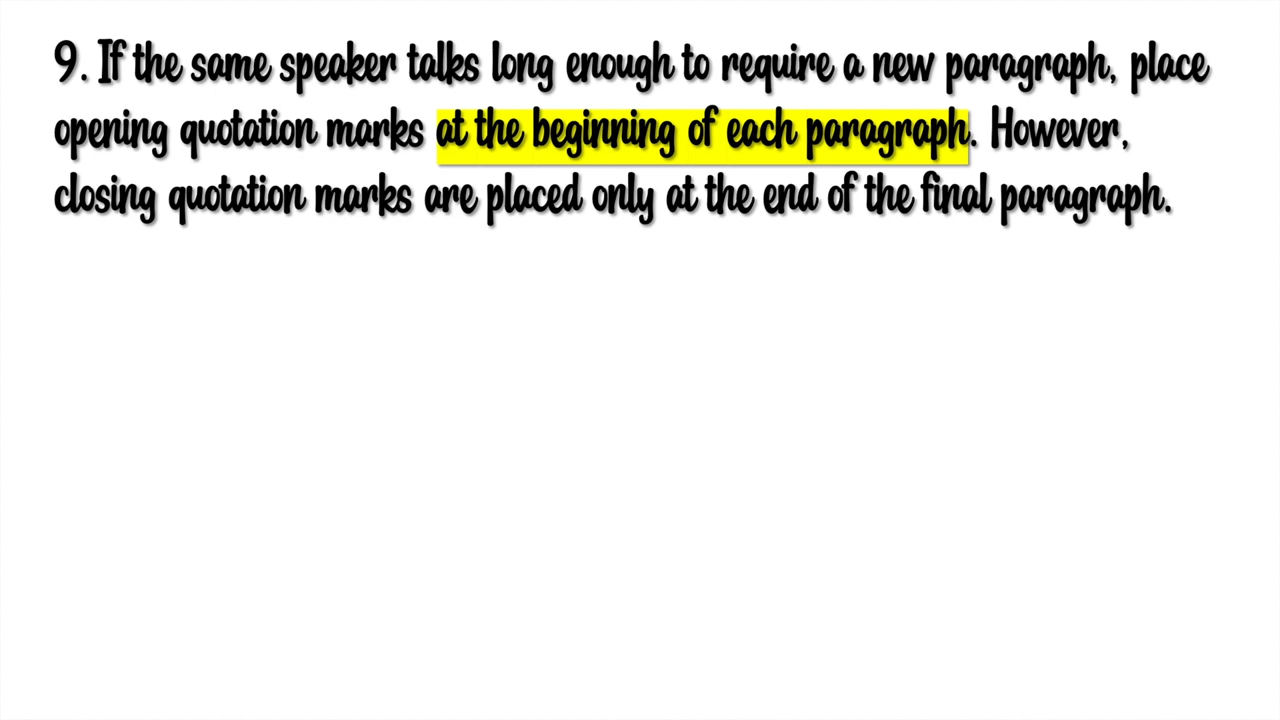 9. If the same speaker talks long enough to require a new paragraph, place
opening quotation marks at the beginning of each paragraph. However,
closing quotation marks are placed only at the end of the final paragraph.